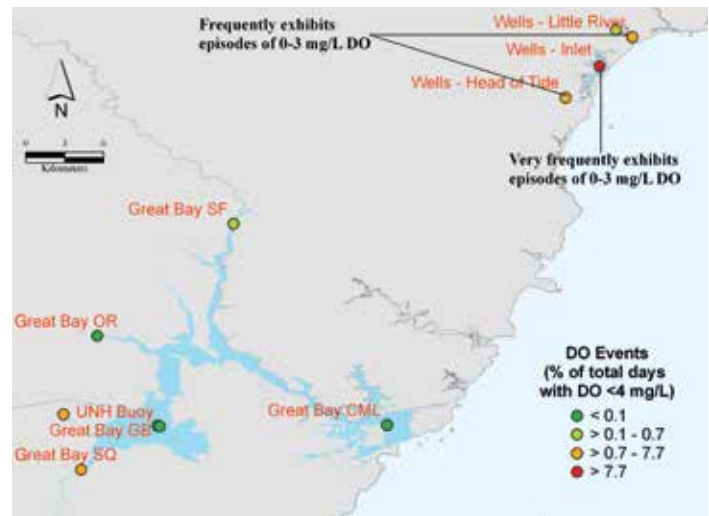 Frequently exhibits
episodes of 0-3 mg/L DO
Wells - Little River
Wells - Inlet
Wells - Head of Tide
N
Kilometers
Very frequently exhibits
episodes of 0-3 mg/L DO
Great Bay SF
Great Bay OR
UNH Buoy
Great Bay GB
Great Bay CML
Great Bay SQ
DO Events
(% of total days
with DO <4 mg/L)
< 0.1
> 0.1 - 0.7
> 0.7 - 7.7
> 7.7